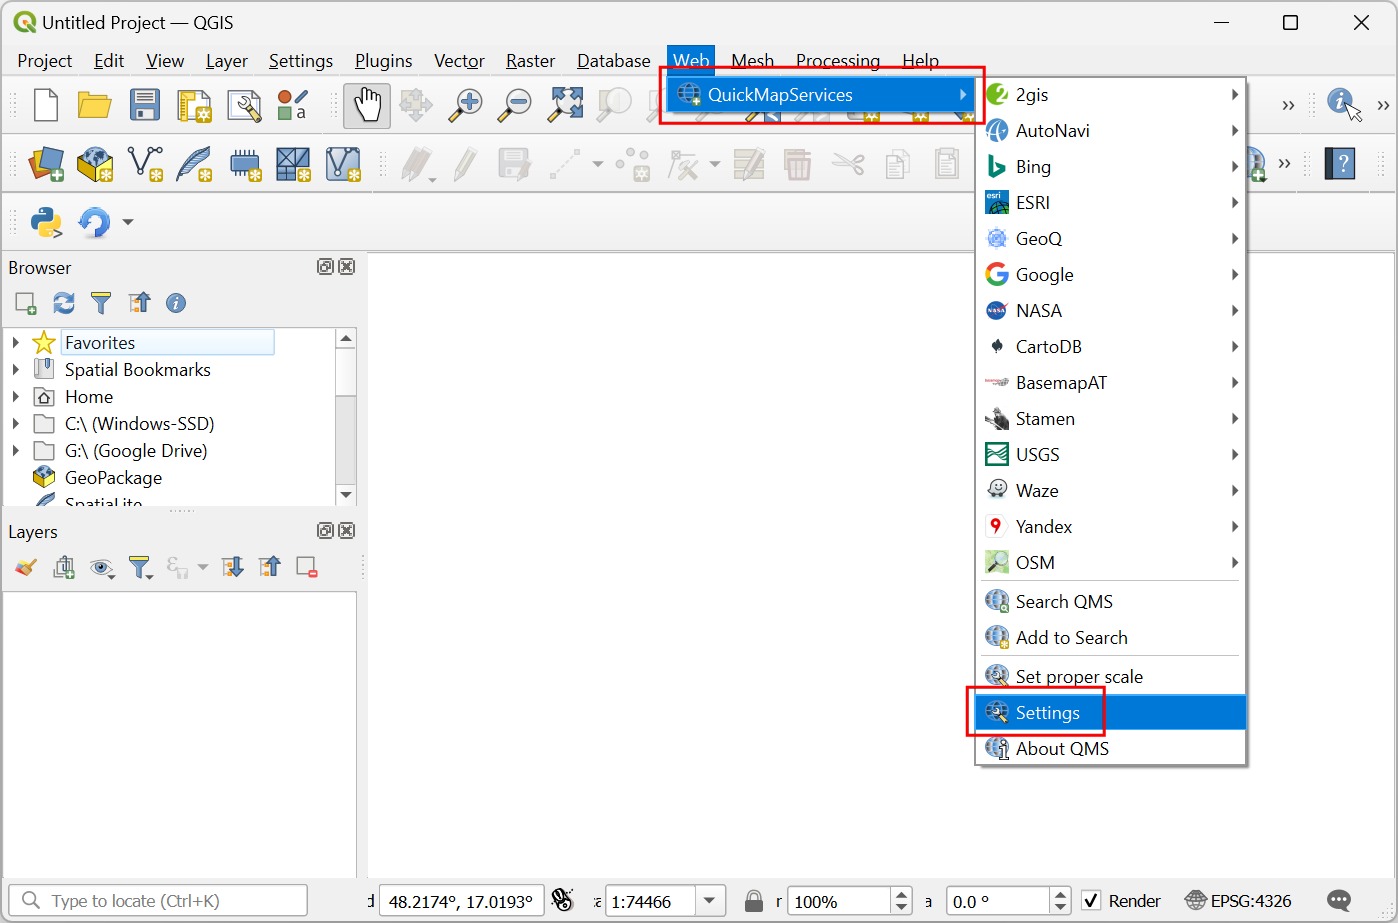 Untitled Project — QGIS
Project Edit View Layer Settings Plugins Vector Raster Database Web Mesh Processing Help
QuickMapServices
2gis
AutoNavi
Bing
ESRI
GeoQ
Google
NASA
CartoDB
BasemapAT
Stamen
USGS
Waze
Yandex
OSM
Search QMS
Add to Search
Set proper scale
Settings
About QMS
Browser
Favorites
Spatial Bookmarks
Home
C:\ (Windows-SSD)
G:\ (Google Drive)
GeoPackage
SpatiaLite
Layers
Type to locate (Ctrl+K)
d 48.2174°, 17.0193° 1:74466 r 100% a 0.0 ° Render EPSG:4326